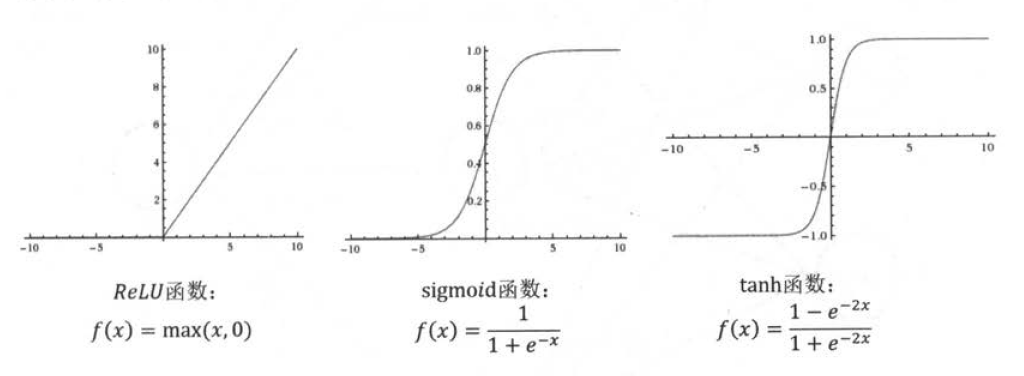 10
8
6
4
2
-10 -5 5 10
ReLU函数：
f(x) = max(x, 0)
1.0
0.8
0.6
0.4
0.2
-10 -5 5 10
sigmoid函数：
f(x) = 1 / 1 + e^{-x}
1.0
0.5
-10 -5 5 10
-0.5
-1.0
tanh函数：
f(x) = 1 - e^{-2x} / 1 + e^{-2x}